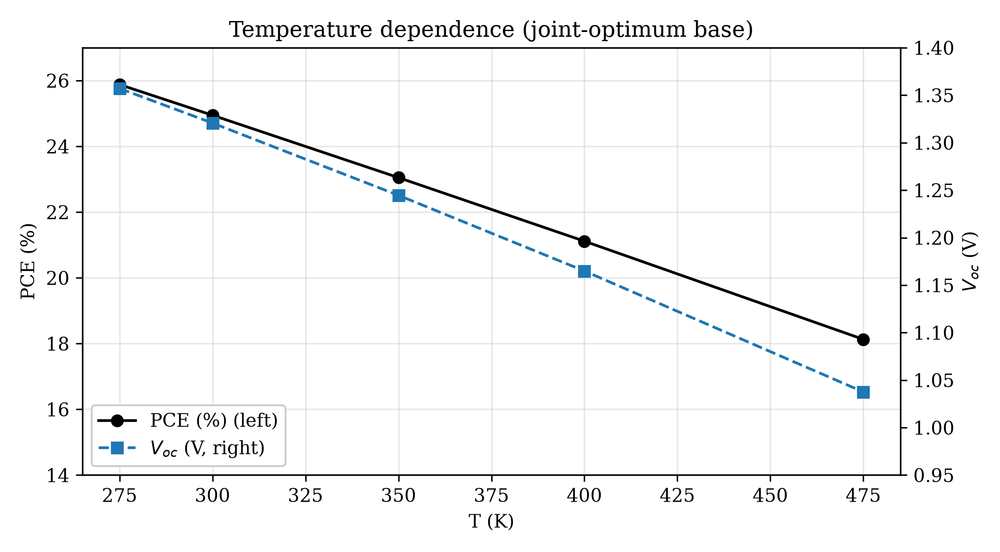 Temperature dependence (joint-optimum base)
26
24
22
20
18
16
14
PCE (%)
1.40
1.35
1.30
1.25
1.20
1.15
1.10
1.05
1.00
0.95
Voc (V)
PCE (%) (left)
Voc (V, right)
275 300 325 350 375 400 425 450 475
T (K)